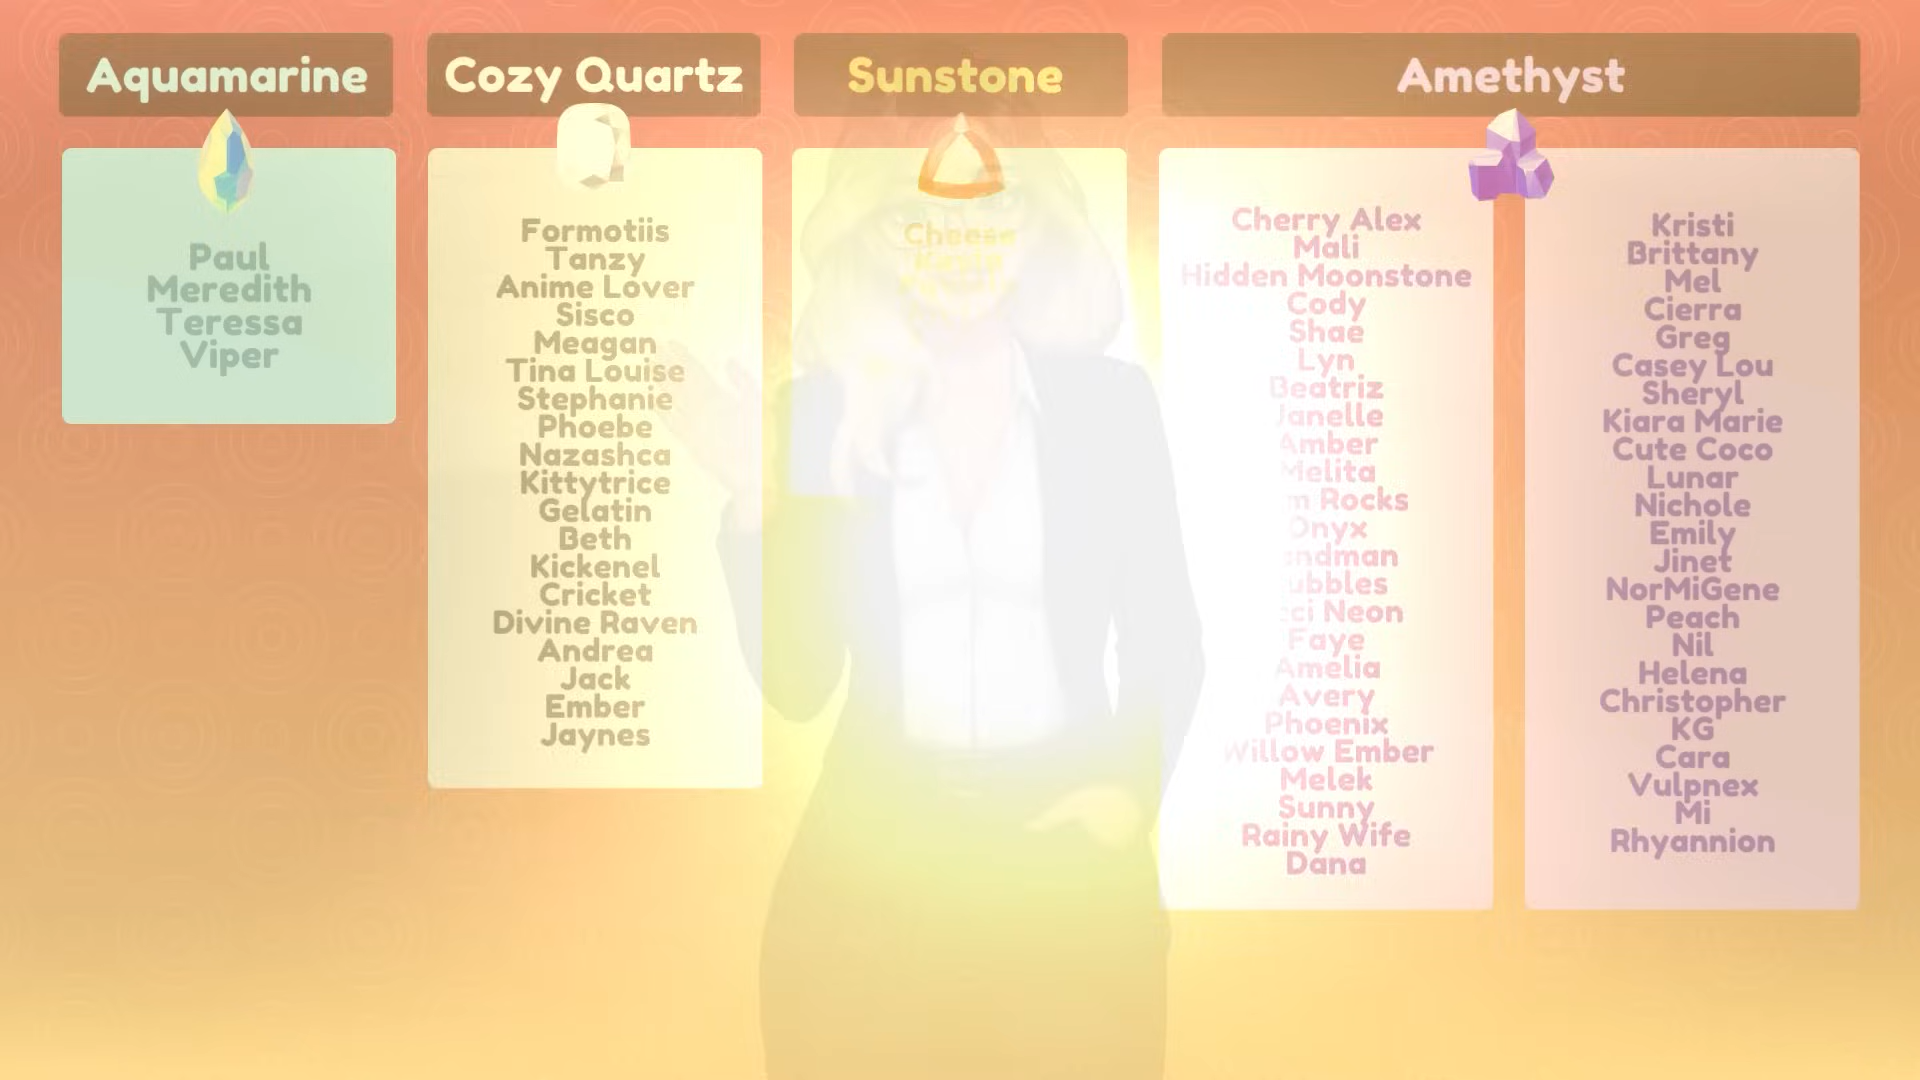 Aquamarine
Paul
Meredith
Teressa
Viper
Cozy Quartz
Formotiis
Tanzy
Anime Lover
Sisco
Meagan
Tina Louise
Stephanie
Phoebe
Nazashca
Kittytrice
Gelatin
Beth
Kickenel
Cricket
Divine Raven
Andrea
Jack
Ember
Jaynes
Sunstone
Cheese
Amethyst
Cherry Alex
Mali
Hidden Moonstone
Cody
Shae
Lyn
Beatriz
Janelle
Amber
Melita
Rocks
Onyx
Neon
Faye
Amelia
Avery
Phoenix
Willow Ember
Melek
Sunny
Rainy Wife
Dana
Kristi
Brittany
Mel
Cierra
Greg
Casey Lou
Sheryl
Kiara Marie
Cute Coco
Lunar
Nichole
Emily
Jinet
NorMiGene
Peach
Nil
Helena
Christopher
KG
Cara
Vulpnex
Mi
Rhyannion